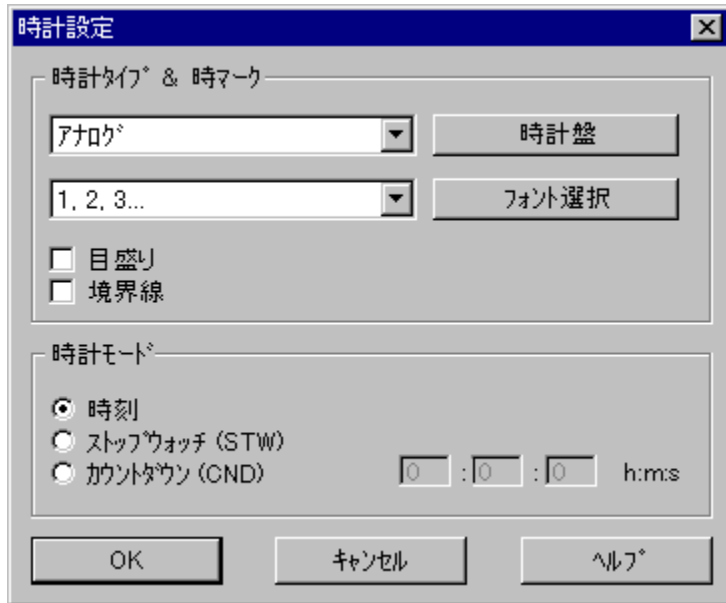 時計設定
時計ﾀｲﾌﾟ & 時ﾏｰｸ
ｱﾅﾛｸﾞ
時計盤
1, 2, 3...
ﾌｫﾝﾄ選択
目盛り
境界線
時計ﾓｰﾄﾞ
時刻
ｽﾄｯﾌﾟｳｫｯﾁ (STW)
ｶｳﾝﾄﾀﾞｳﾝ (CND) 0 : 0 : 0 h:m:s
OK ｷｬﾝｾﾙ ﾍﾙﾌﾟ